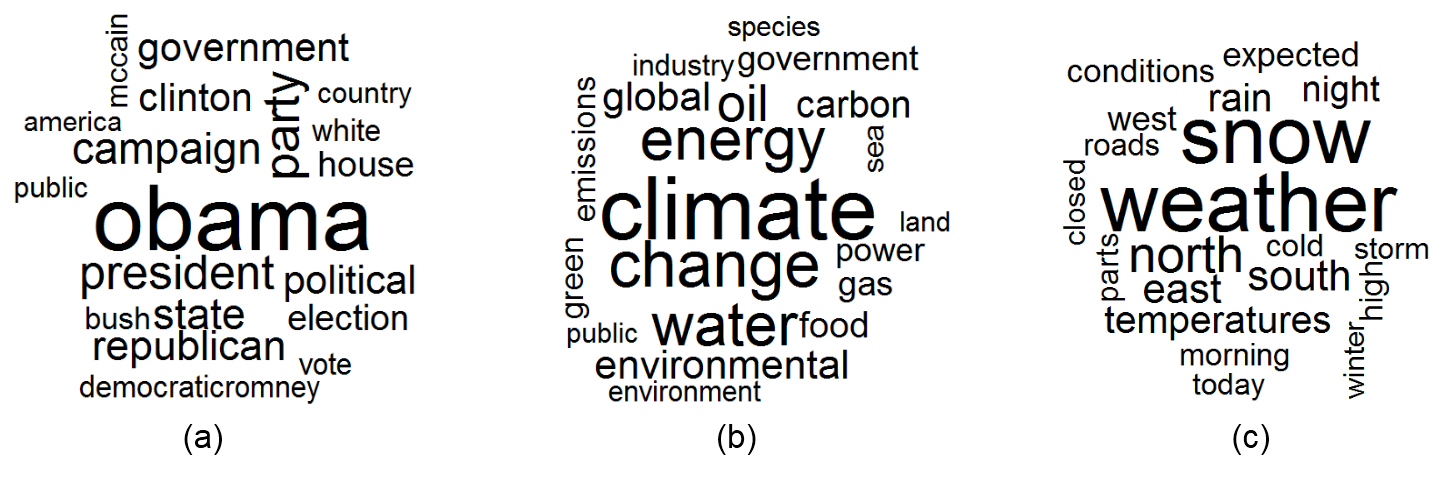 mccain
government
clinton
party
country
america
white
campaign
house
public
obama
president
political
bush
state
election
republican
vote
democratic
romney
(a)
species
industry
government
emissions
global
oil
carbon
energy
sea
climate
land
change
power
green
gas
water
food
public
environmental
environment
(b)
expected
conditions
night
rain
west
snow
roads
closed
weather
north
cold
storm
parts
south
high
east
temperatures
morning
winter
today
(c)